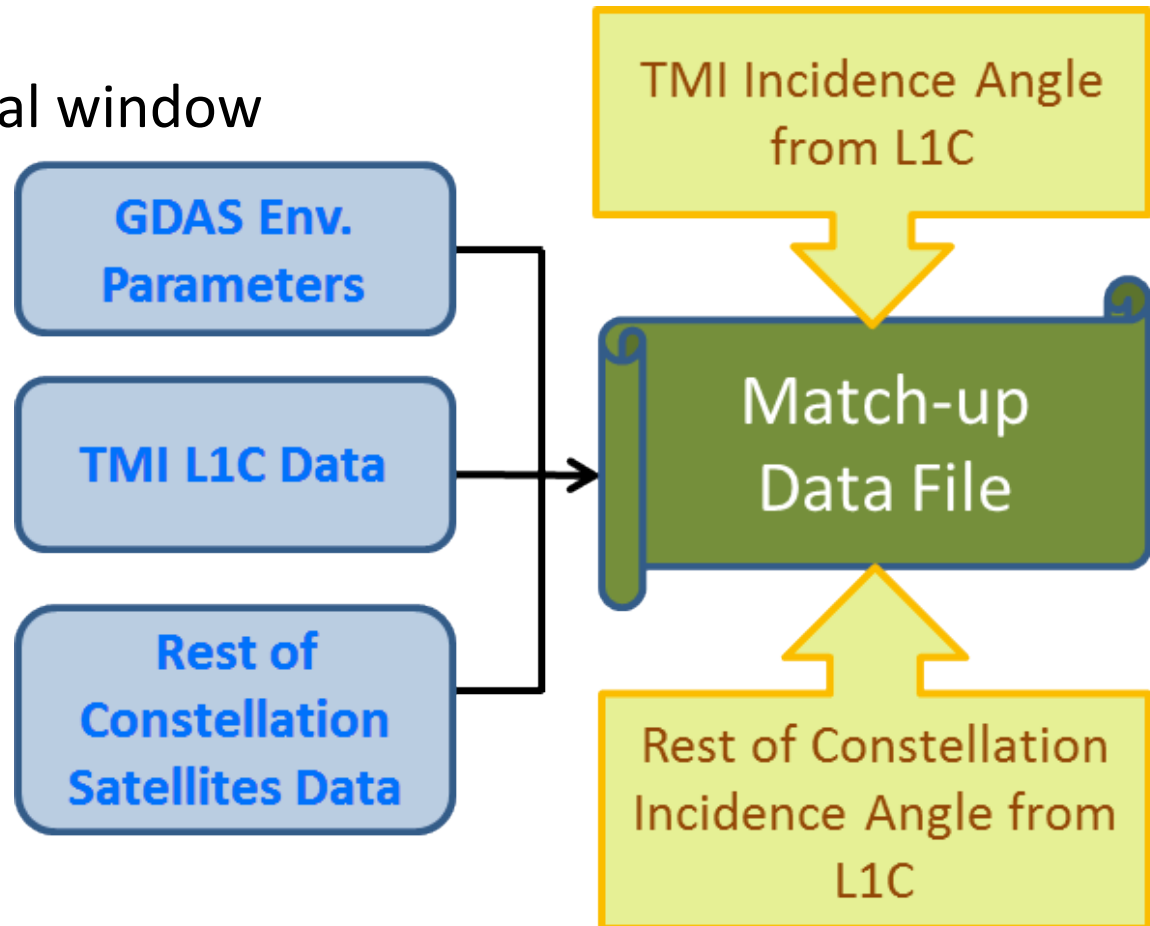 al window
GDAS Env.
Parameters
TMI L1C Data
Rest of
Constellation
Satellites Data
TMI Incidence Angle
from L1C
Match-up
Data File
Rest of Constellation
Incidence Angle from
L1C